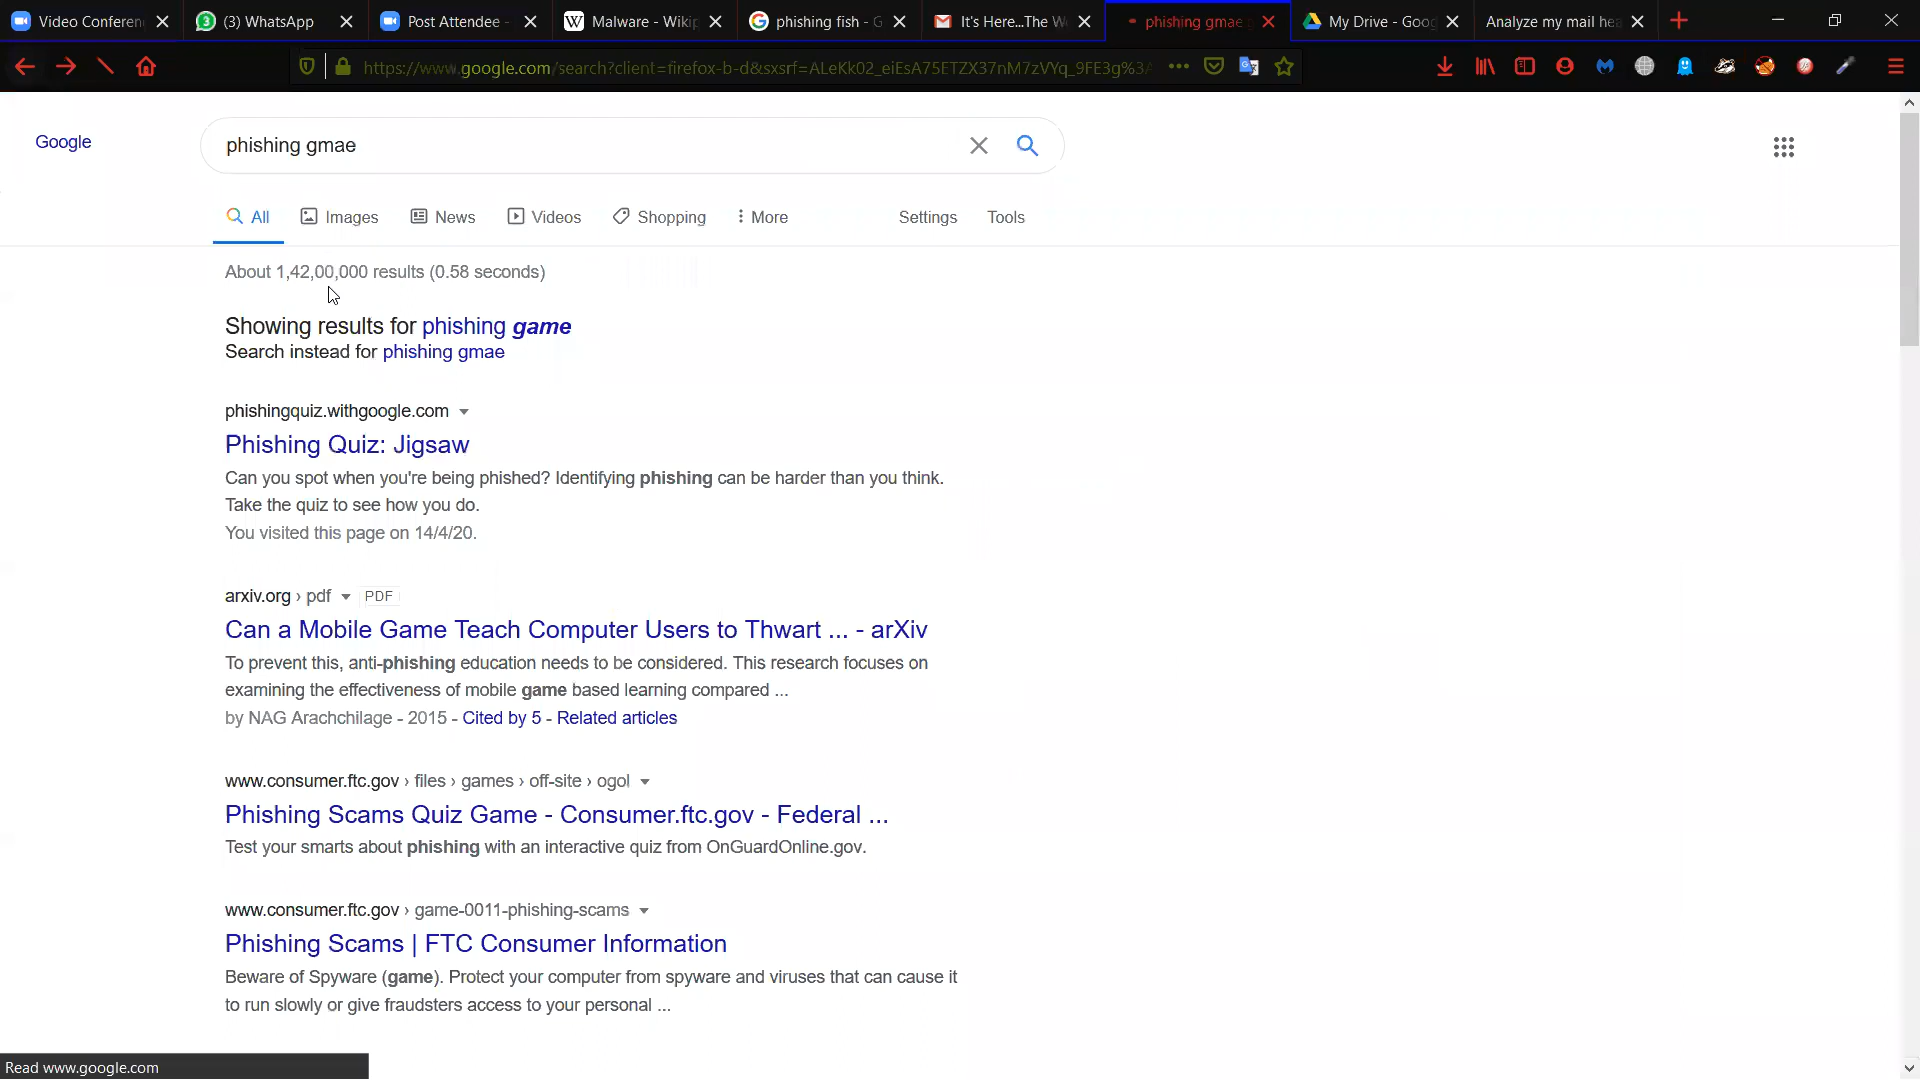 Video Conferen
(3) WhatsApp
Post Attendee -
Malware - Wikip
phishing fish - G
It's Here...The W
phishing gmae
My Drive - Goog
Analyze my mail hea
https://www.google.com/search?client=firefox-b-d&sxsrf=ALeKk02_eiEsA75ETZX37nM7zVYq_9FE3g%3A
Google
phishing gmae
All
Images
News
Videos
Shopping
More
Settings
Tools
About 1,42,00,000 results (0.58 seconds)
Showing results for phishing game
Search instead for phishing gmae
phishingquiz.withgoogle.com
Phishing Quiz: Jigsaw
Can you spot when you're being phished? Identifying phishing can be harder than you think.
Take the quiz to see how you do.
You visited this page on 14/4/20.
arxiv.org › pdf PDF
Can a Mobile Game Teach Computer Users to Thwart ... - arXiv
To prevent this, anti-phishing education needs to be considered. This research focuses on
examining the effectiveness of mobile game based learning compared ...
by NAG Arachchilage - 2015 - Cited by 5 - Related articles
www.consumer.ftc.gov › files › games › off-site › ogol
Phishing Scams Quiz Game - Consumer.ftc.gov - Federal ...
Test your smarts about phishing with an interactive quiz from OnGuardOnline.gov.
www.consumer.ftc.gov › game-0011-phishing-scams
Phishing Scams | FTC Consumer Information
Beware of Spyware (game). Protect your computer from spyware and viruses that can cause it
to run slowly or give fraudsters access to your personal ...
Read www.google.com